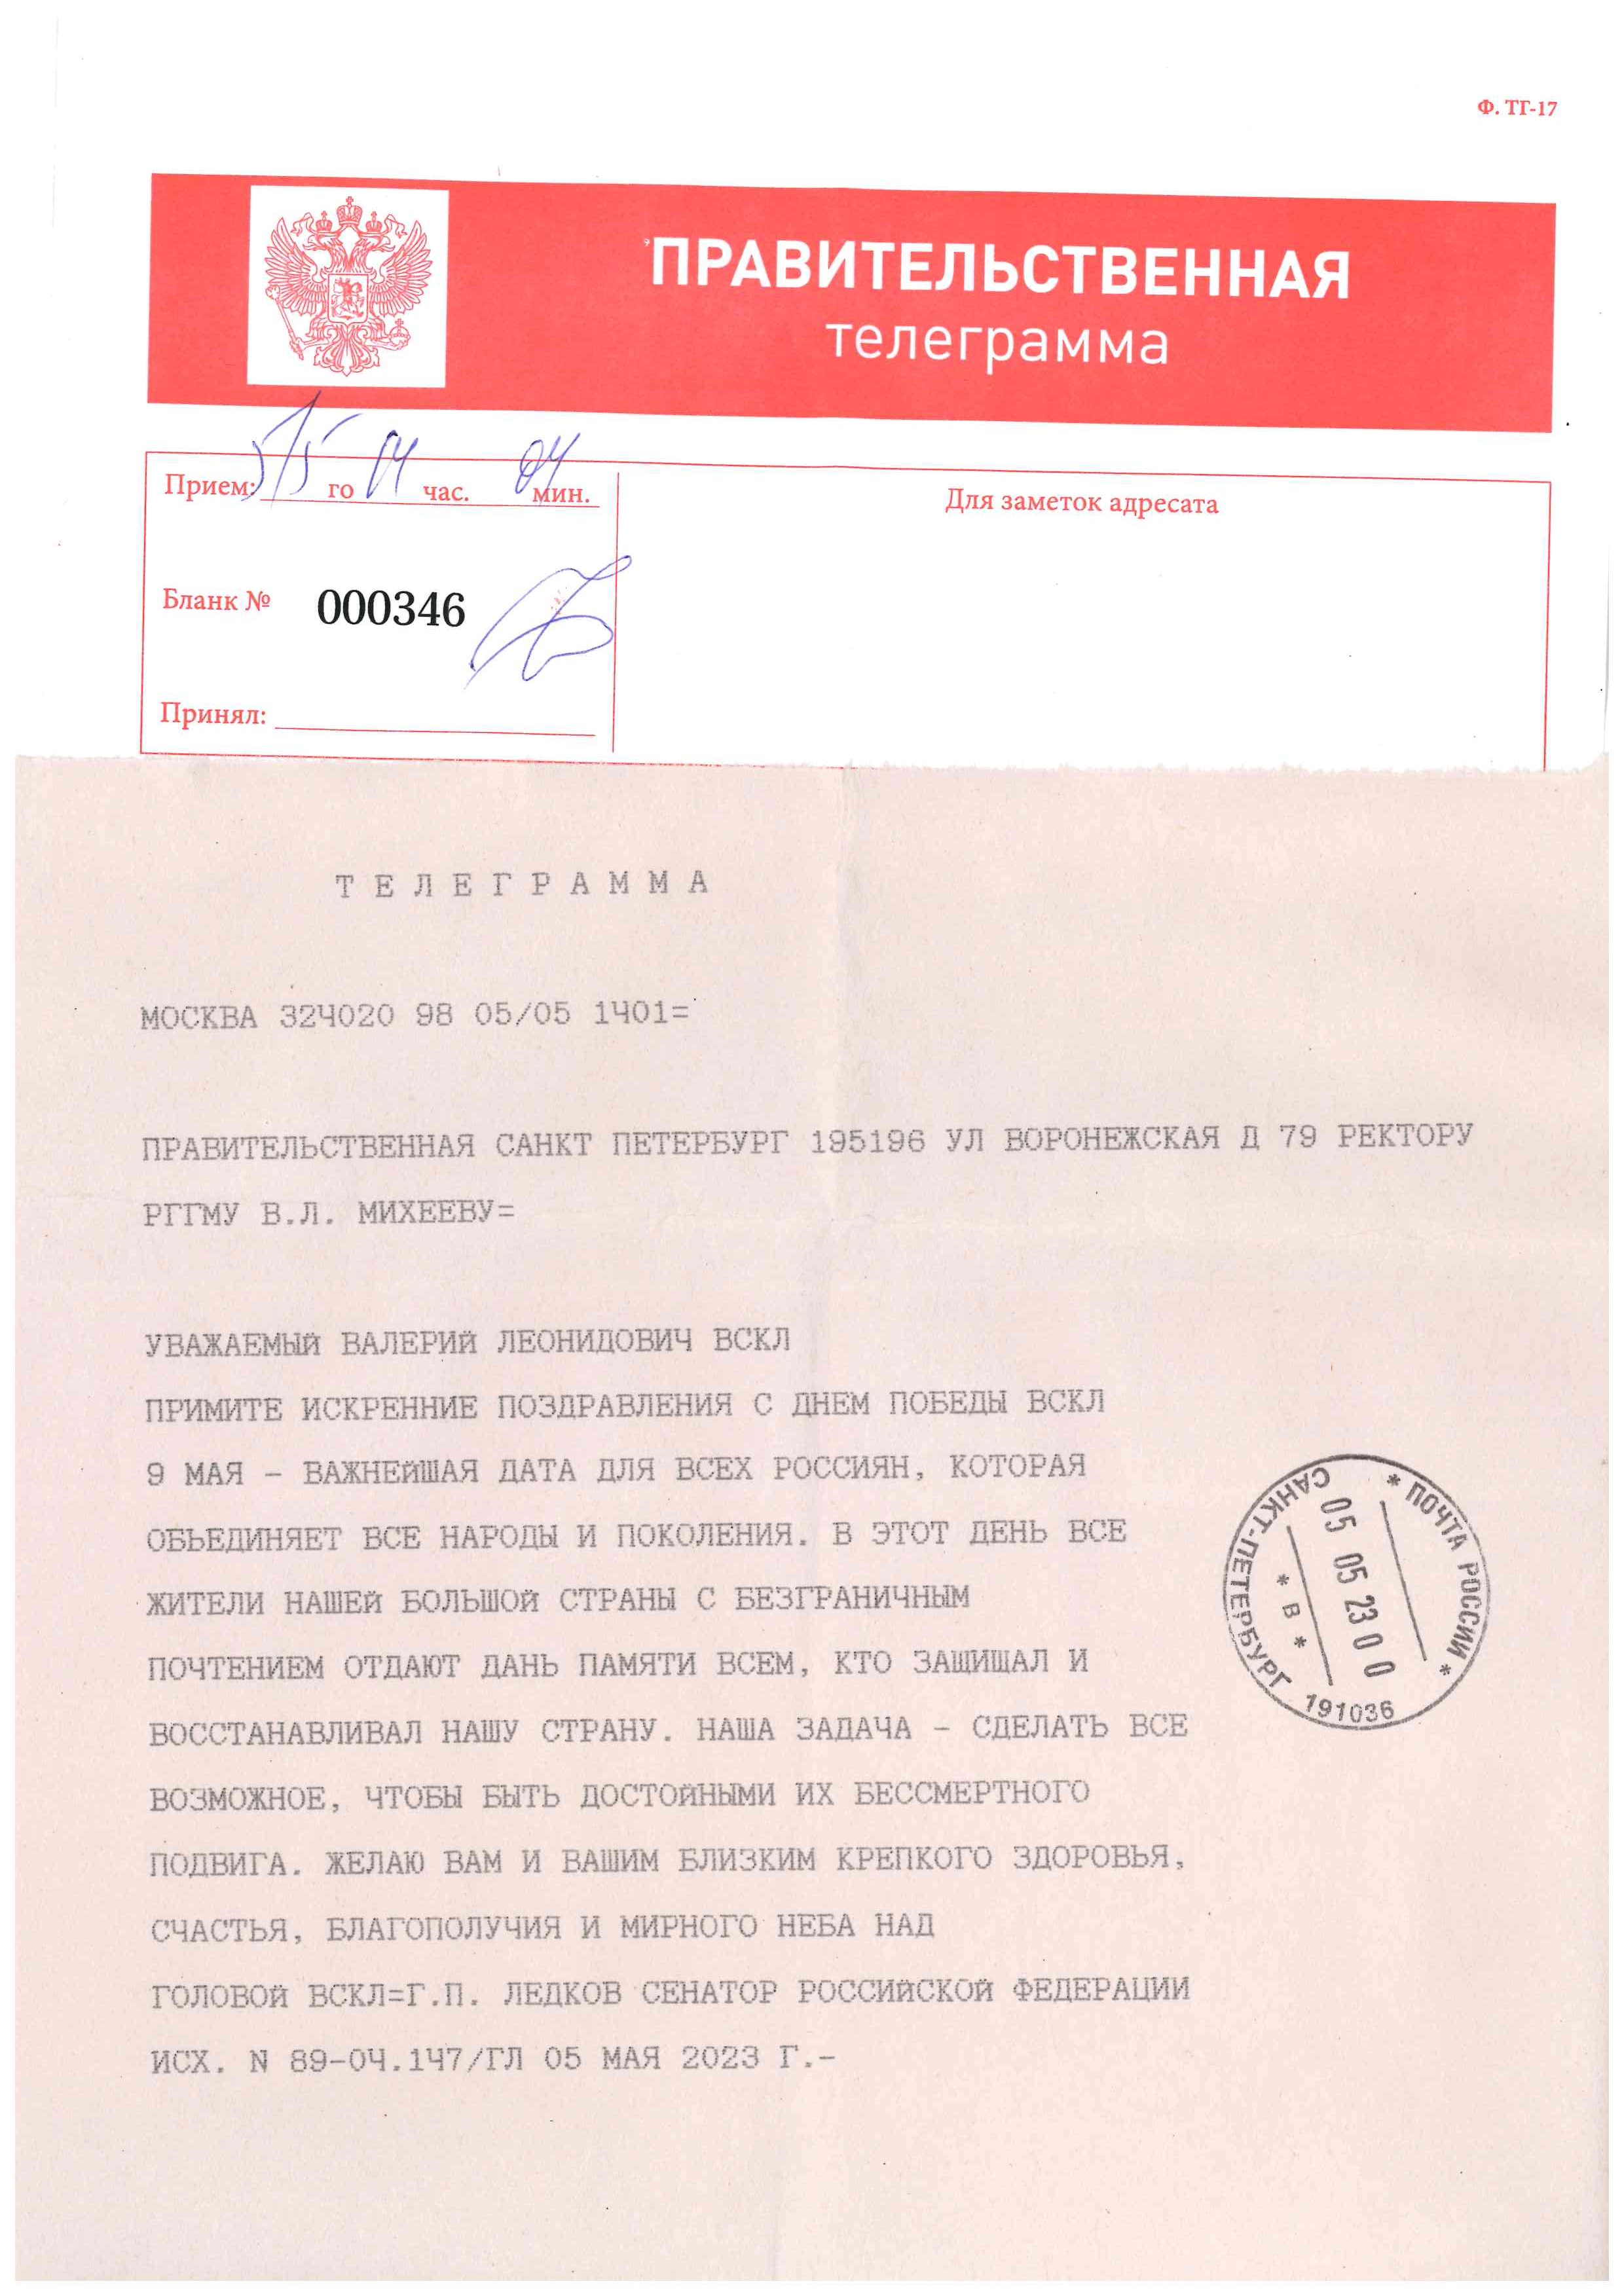 Ф. ТГ-17
ПРАВИТЕЛЬСТВЕННАЯ
телеграмма
Прием: 5/5 го 14 час. 04 мин.
Для заметок адресата
Бланк № 000346
Принял:
ТЕЛЕГРАММА
МОСКВА 324020 98 05/05 1401=
ПРАВИТЕЛЬСТВЕННАЯ САНКТ ПЕТЕРБУРГ 195196 УЛ ВОРОНЕЖСКАЯ Д 79 РЕКТОРУ
РГГМУ В.Л. МИХЕЕВУ=
УВАЖАЕМЫЙ ВАЛЕРИЙ ЛЕОНИДОВИЧ ВСКЛ
ПРИМИТЕ ИСКРЕННИЕ ПОЗДРАВЛЕНИЯ С ДНЕМ ПОБЕДЫ ВСКЛ
9 МАЯ - ВАЖНЕЙШАЯ ДАТА ДЛЯ ВСЕХ РОССИЯН, КОТОРАЯ
ОБЬЕДИНЯЕТ ВСЕ НАРОДЫ И ПОКОЛЕНИЯ. В ЭТОТ ДЕНЬ ВСЕ
ЖИТЕЛИ НАШЕЙ БОЛЬШОЙ СТРАНЫ С БЕЗГРАНИЧНЫМ
ПОЧТЕНИЕМ ОТДАЮТ ДАНЬ ПАМЯТИ ВСЕМ, КТО ЗАЩИЩАЛ И
ВОССТАНАВЛИВАЛ НАШУ СТРАНУ. НАША ЗАДАЧА - СДЕЛАТЬ ВСЕ
ВОЗМОЖНОЕ, ЧТОБЫ БЫТЬ ДОСТОЙНЫМИ ИХ БЕССМЕРТНОГО
ПОДВИГА. ЖЕЛАЮ ВАМ И ВАШИМ БЛИЗКИМ КРЕПКОГО ЗДОРОВЬЯ,
СЧАСТЬЯ, БЛАГОПОЛУЧИЯ И МИРНОГО НЕБА НАД
ГОЛОВОЙ ВСКЛ=Г.П. ЛЕДКОВ СЕНАТОР РОССИЙСКОЙ ФЕДЕРАЦИИ
ИСХ. N 89-04.147/ГЛ 05 МАЯ 2023 Г.-
* ПОЧТА РОССИИ *
05 05 23 0 0
* В *
САНКТ-ПЕТЕРБУРГ 191036